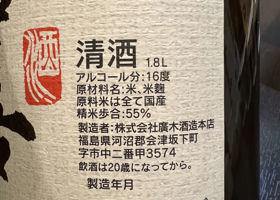 清酒 1.8L
アルコール分:16度
原材料名:米、米麹
原料米は全て国産
精米歩合:55%
製造者:株式会社廣木酒造本店
福島県河沼郡会津坂下町
字市中二番甲3574
飲酒は20歳になってから。
製造年月